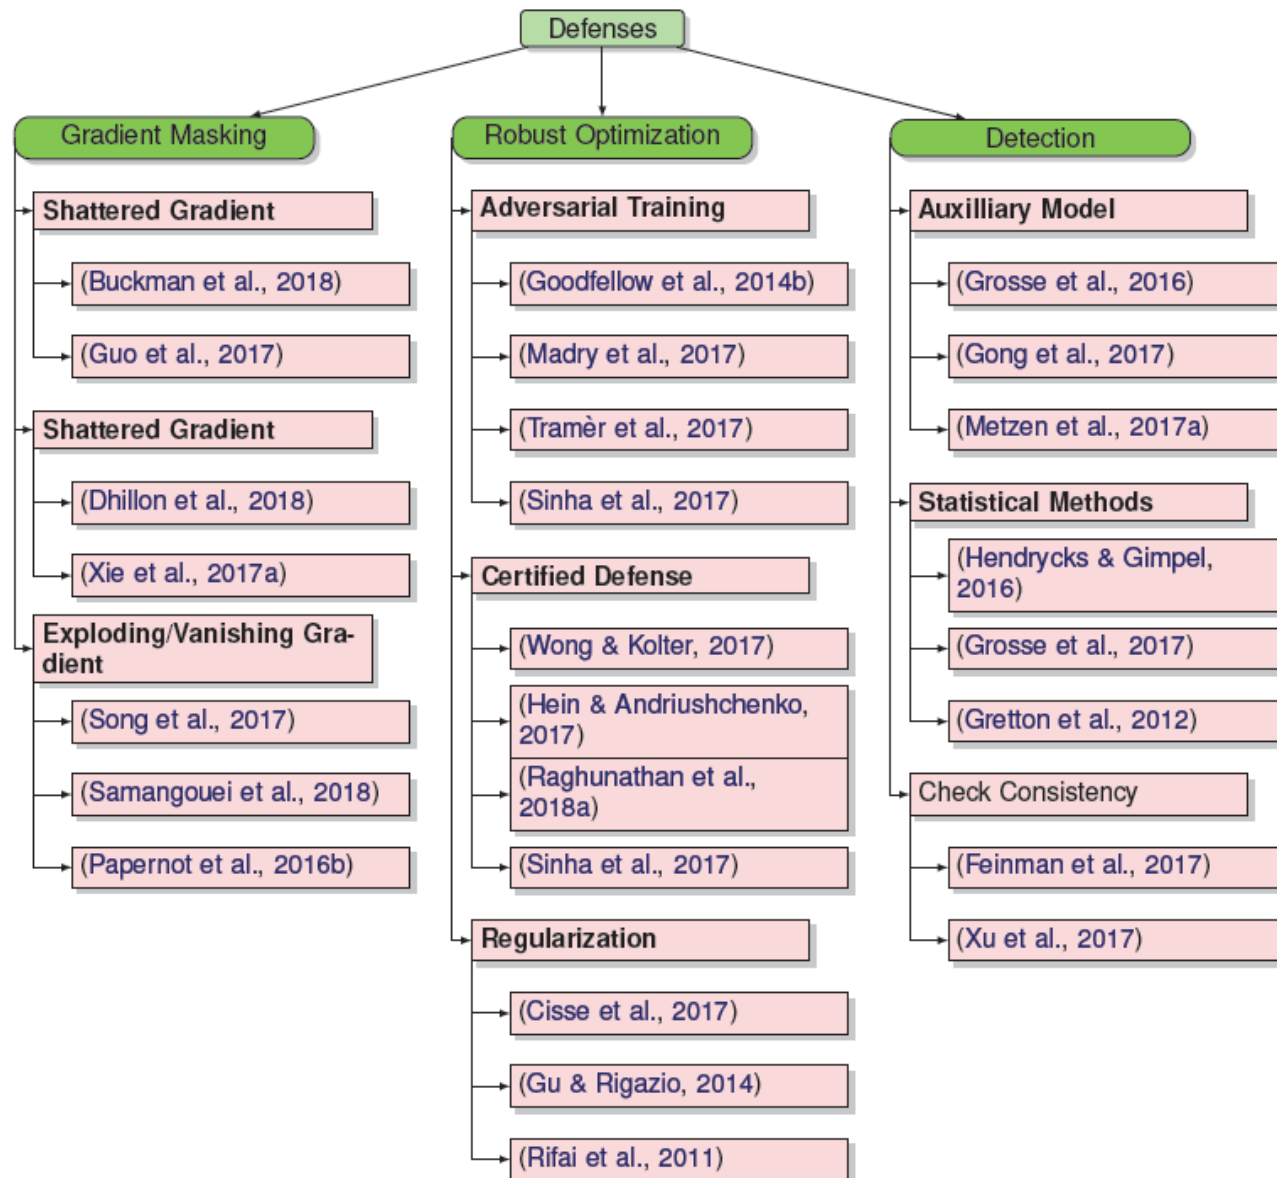 Defenses
Gradient Masking
Shattered Gradient
(Buckman et al., 2018)
(Guo et al., 2017)
Shattered Gradient
(Dhillon et al., 2018)
(Xie et al., 2017a)
Exploding/Vanishing Gra-
dient
(Song et al., 2017)
(Samangouei et al., 2018)
(Papernot et al., 2016b)
Robust Optimization
Adversarial Training
(Goodfellow et al., 2014b)
(Madry et al., 2017)
(Tramèr et al., 2017)
(Sinha et al., 2017)
Certified Defense
(Wong & Kolter, 2017)
(Hein & Andriushchenko,
2017)
(Raghunathan et al.,
2018a)
(Sinha et al., 2017)
Regularization
(Cisse et al., 2017)
(Gu & Rigazio, 2014)
(Rifai et al., 2011)
Detection
Auxilliary Model
(Grosse et al., 2016)
(Gong et al., 2017)
(Metzen et al., 2017a)
Statistical Methods
(Hendrycks & Gimpel,
2016)
(Grosse et al., 2017)
(Gretton et al., 2012)
Check Consistency
(Feinman et al., 2017)
(Xu et al., 2017)